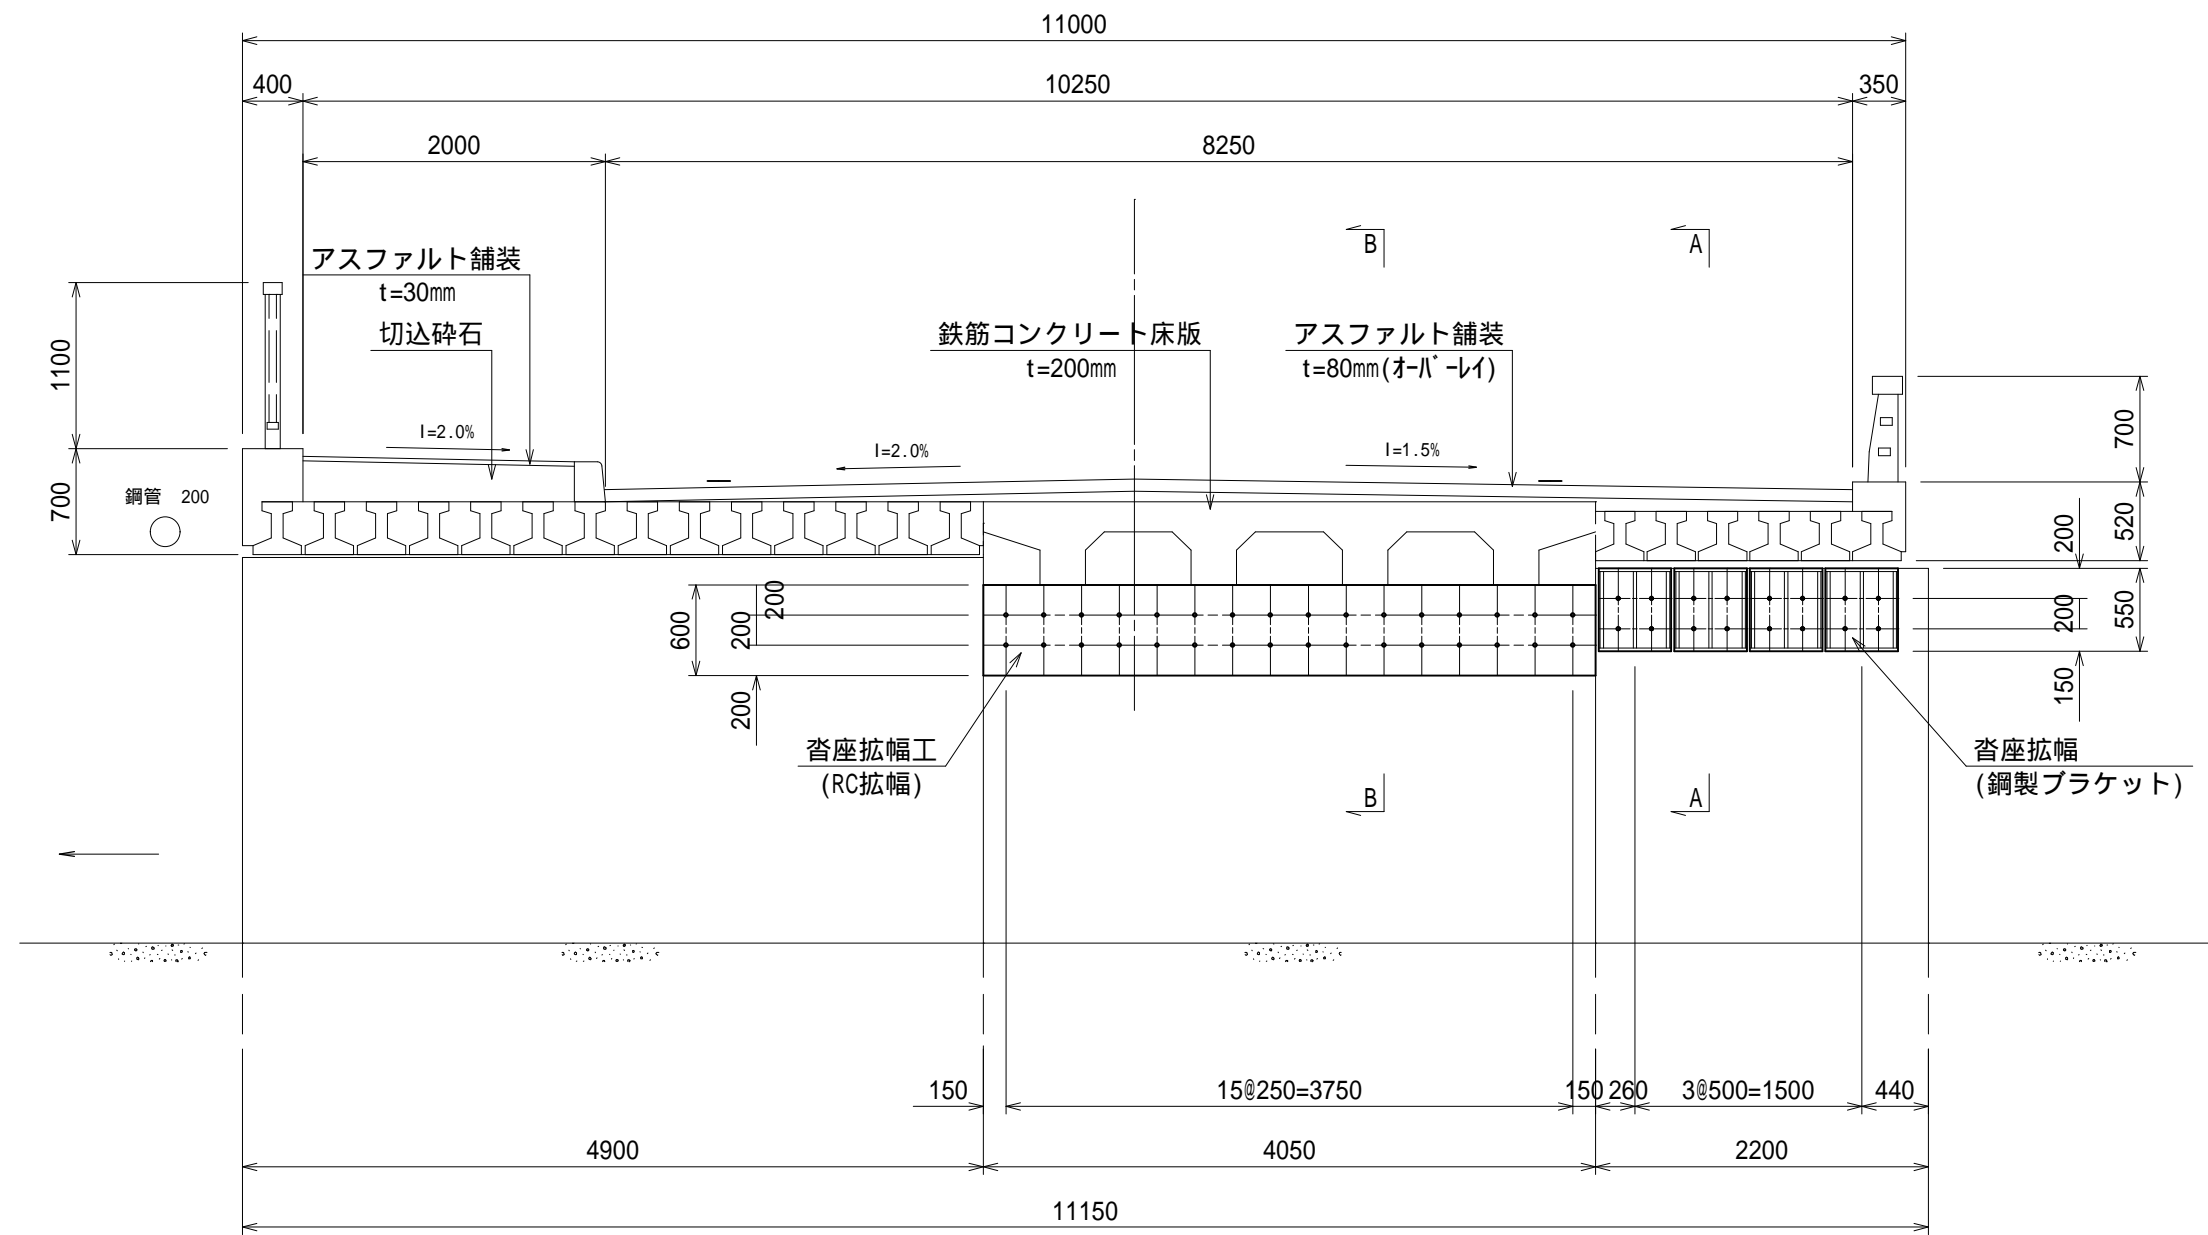 11000
400
10250
350
2000
8250
B
A
アスファルト舗装
t=30㎜
切込砕石
鉄筋コンクリート床版
t=200㎜
アスファルト舗装
t=80㎜(ｵｰﾊﾞｰﾚｲ)
1100
700
I=2.0%
I=2.0%
I=1.5%
700
鋼管 200
520
200
200
200
600
200
200
550
150
沓座拡幅工
(RC拡幅)
沓座拡幅
(鋼製ブラケット)
B
A
150
15@250=3750
150
260
3@500=1500
440
4900
4050
2200
11150